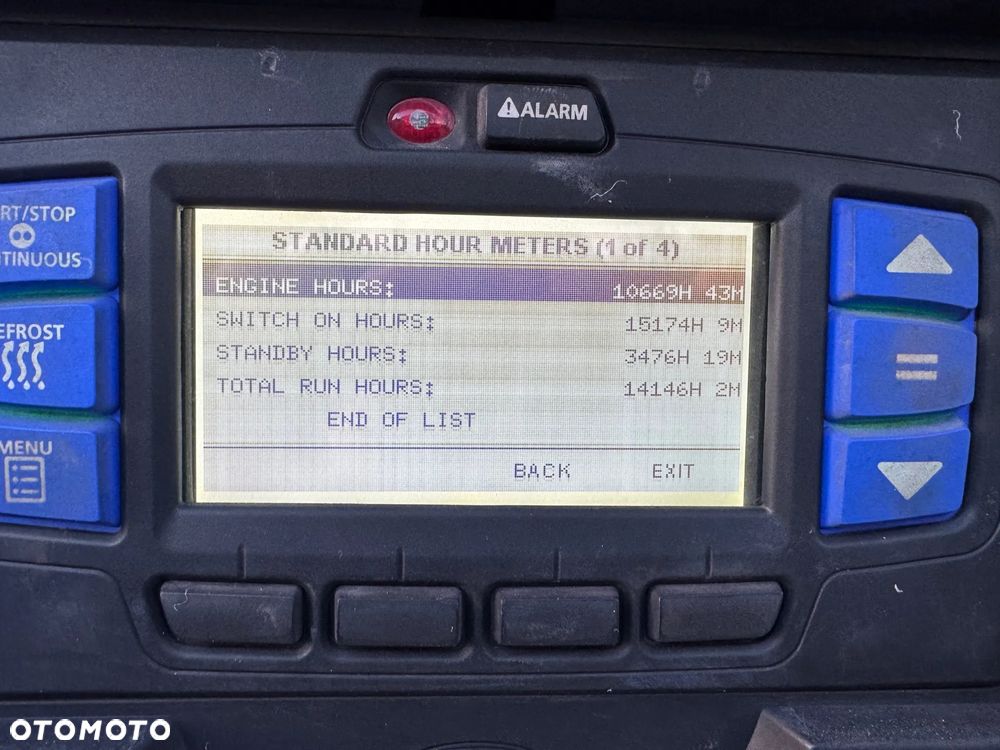 ALARM
RT/STOP
NTINUOUS
EFROST
MENU
STANDARD HOUR METERS (1 of 4)
ENGINE HOURS: 10669H 43M
SWITCH ON HOURS: 15174H 9M
STANDBY HOURS: 3476H 19M
TOTAL RUN HOURS: 14146H 2M
END OF LIST
BACK EXIT
=
OTOMOTO